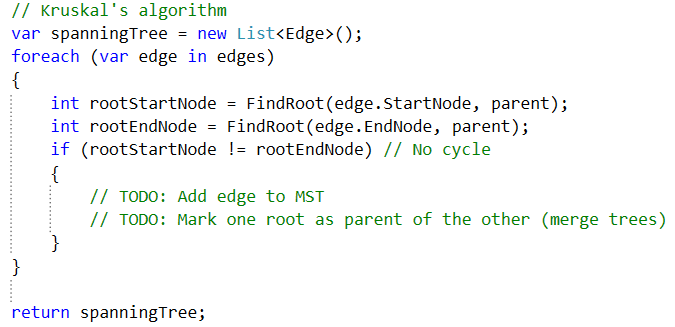 // Kruskal's algorithm
var spanningTree = new List<Edge>();
foreach (var edge in edges)
{
    int rootStartNode = FindRoot(edge.StartNode, parent);
    int rootEndNode = FindRoot(edge.EndNode, parent);
    if (rootStartNode != rootEndNode) // No cycle
    {
        // TODO: Add edge to MST
        // TODO: Mark one root as parent of the other (merge trees)
    }
}
return spanningTree;